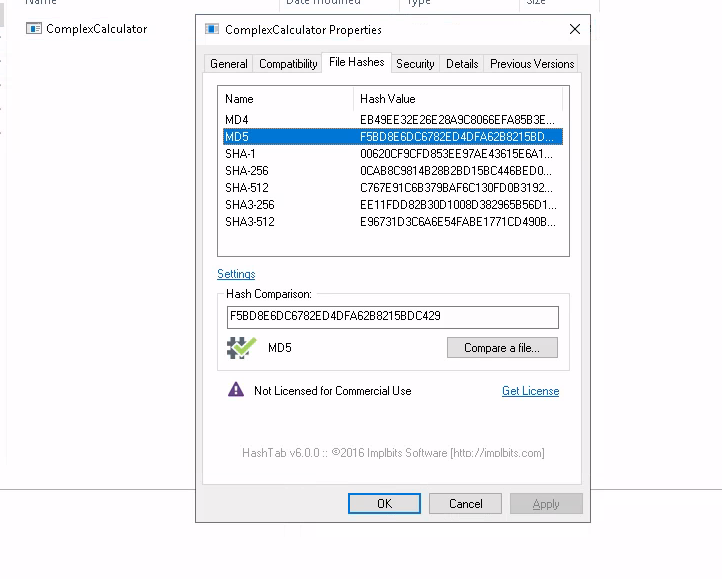 Name Date modified Type Size
ComplexCalculator
ComplexCalculator Properties
General Compatibility File Hashes Security Details Previous Versions
Name Hash Value
MD4 EB49EE32E26E28A9C8066EFA85B3E...
MD5 F5BD8E6DC6782ED4DFA62B8215BD...
SHA-1 00620CF9CFD853EE97AE43615E6A1...
SHA-256 0CAB8C9814B28B2BD15BC446BED0...
SHA-512 C767E91C6B379BAF6C130FD0B3192...
SHA3-256 EE11FDD82B30D1008D382965B56D1...
SHA3-512 E96731D3C6A6E54FABE1771CD490B...
Settings
Hash Comparison:
F5BD8E6DC6782ED4DFA62B8215BDC429
MD5 Compare a file...
Not Licensed for Commercial Use Get License
HashTab v6.0.0 :: ©2016 Implbits Software [http://implbits.com]
OK Cancel Apply